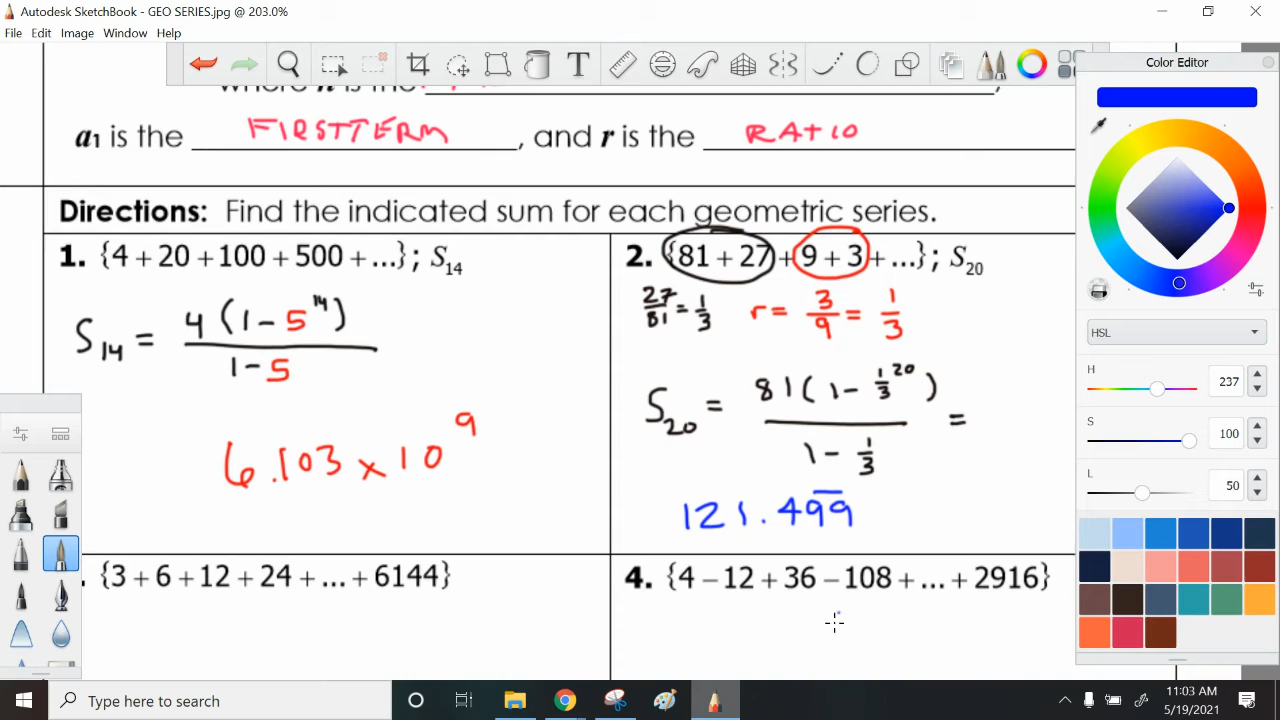 Autodesk SketchBook - GEO SERIES.jpg @ 203.0%
File Edit Image Window Help
Color Editor
a1 is the FIRST TERM, and r is the RATIO
Directions: Find the indicated sum for each geometric series.
1. {4 + 20 + 100 + 500 + ...} ; S14
S14 = 4(1 - 5^14) / 1 - 5
6.103 x 10^9
2. {81 + 27 + 9 + 3 + ...} ; S20
27/81 = 1/3 r = 3/9 = 1/3
S20 = 81(1 - 1/3^20) / 1 - 1/3 =
121.499
{3 + 6 + 12 + 24 + ... + 6144}
4. {4 – 12 + 36 – 108 + ... + 2916}
HSL
H 237
S 100
L 50
Type here to search
11:03 AM
5/19/2021